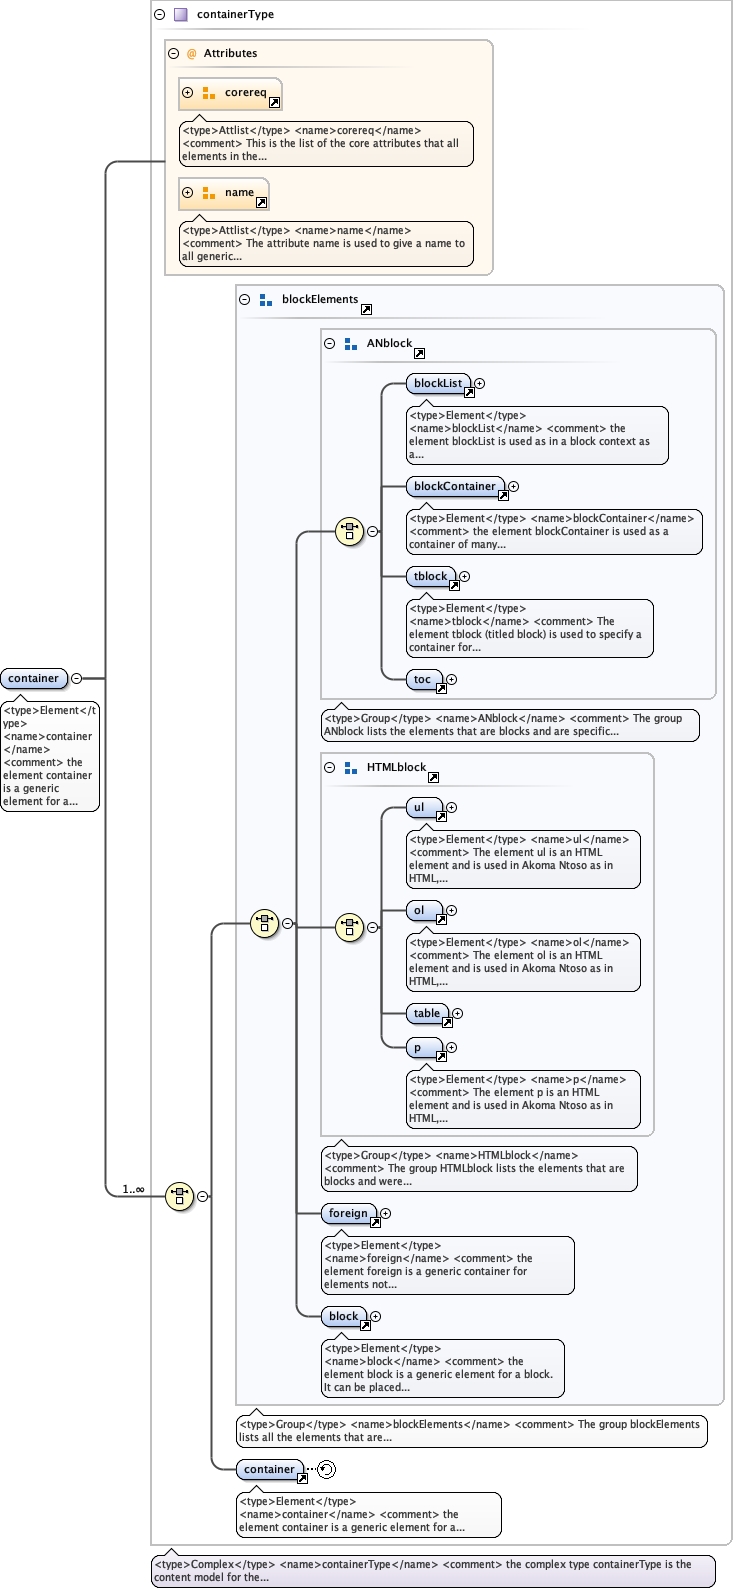 containerType
@ Attributes
corereq
<type>Attlist</type> <name>corereq</name>
<comment> This is the list of the core attributes that all
elements in the...
name
<type>Attlist</type> <name>name</name>
<comment> The attribute name is used to give a name to
all generic...
blockElements
ANblock
blockList
<type>Element</type>
<name>blockList</name> <comment> the
element blockList is used as in a block context as
a...
blockContainer
<type>Element</type> <name>blockContainer</name>
<comment> the element blockContainer is used as a
container of many...
tblock
<type>Element</type>
<name>tblock</name> <comment> The
element tblock (titled block) is used to specify a
container for...
toc
container
<type>Element</t
ype>
<name>container
</name>
<comment> the
element container
is a generic
element for a...
<type>Group</type> <name>ANblock</name> <comment> The group
ANblock lists the elements that are blocks and are specific...
HTMLblock
ul
<type>Element</type> <name>ul</name>
<comment> The element ul is an HTML
element and is used in Akoma Ntoso as in
HTML,...
ol
<type>Element</type> <name>ol</name>
<comment> The element ol is an HTML
element and is used in Akoma Ntoso as in
HTML,...
table
p
<type>Element</type> <name>p</name>
<comment> The element p is an HTML
element and is used in Akoma Ntoso as in
HTML,...
<type>Group</type> <name>HTMLblock</name>
<comment> The group HTMLblock lists the elements that are
blocks and were...
1..∞
foreign
<type>Element</type>
<name>foreign</name> <comment> the
element foreign is a generic container for
elements not...
block
<type>Element</type>
<name>block</name> <comment> the
element block is a generic element for a block.
It can be placed...
<type>Group</type> <name>blockElements</name> <comment> The group blockElements
lists all the elements that are...
container
<type>Element</type>
<name>container</name> <comment> the
element container is a generic element for a...
<type>Complex</type> <name>containerType</name> <comment> the complex type containerType is the
content model for the...